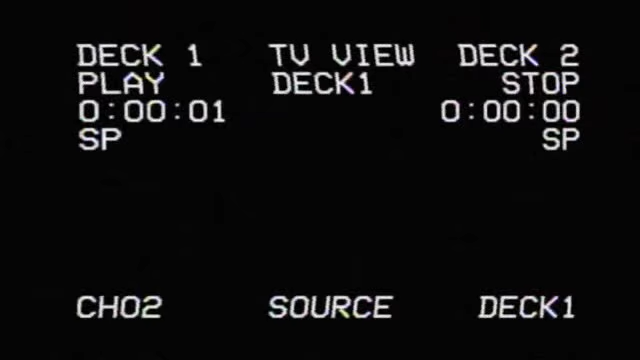 DECK 1 TV VIEW DECK 2
PLAY DECK1 STOP
0:00:01 0:00:00
SP SP
CH02 SOURCE DECK1